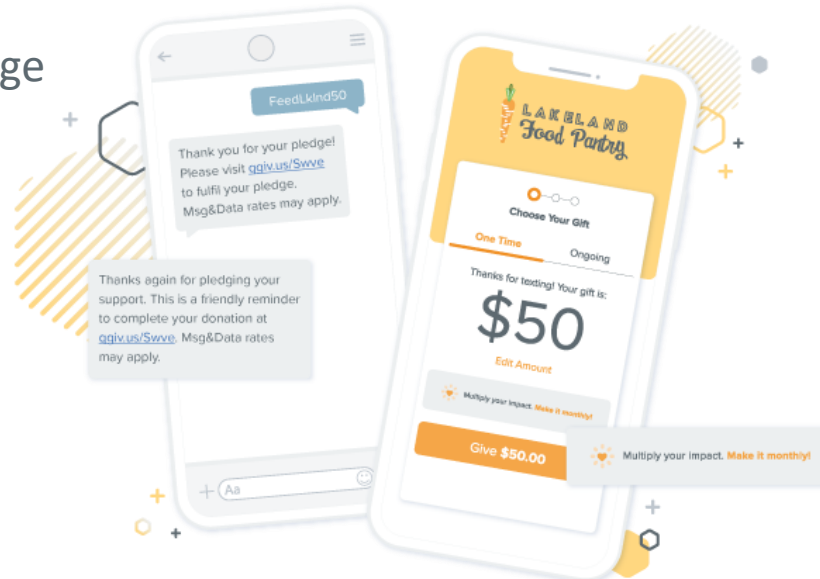 ge
FeedLklnd50
Thank you for your pledge!
Please visit qgiv.us/Swve
to fulfil your pledge.
Msg&Data rates may apply.
Thanks again for pledging your
support. This is a friendly reminder
to complete your donation at
qgiv.us/Swve. Msg&Data rates
may apply.
Aa
LAKELAND
Food Pantry
Choose Your Gift
One Time Ongoing
Thanks for texting! Your gift is:
$50
Edit Amount
Multiply your impact. Make it monthly!
Give $50.00
Multiply your impact. Make it monthly!